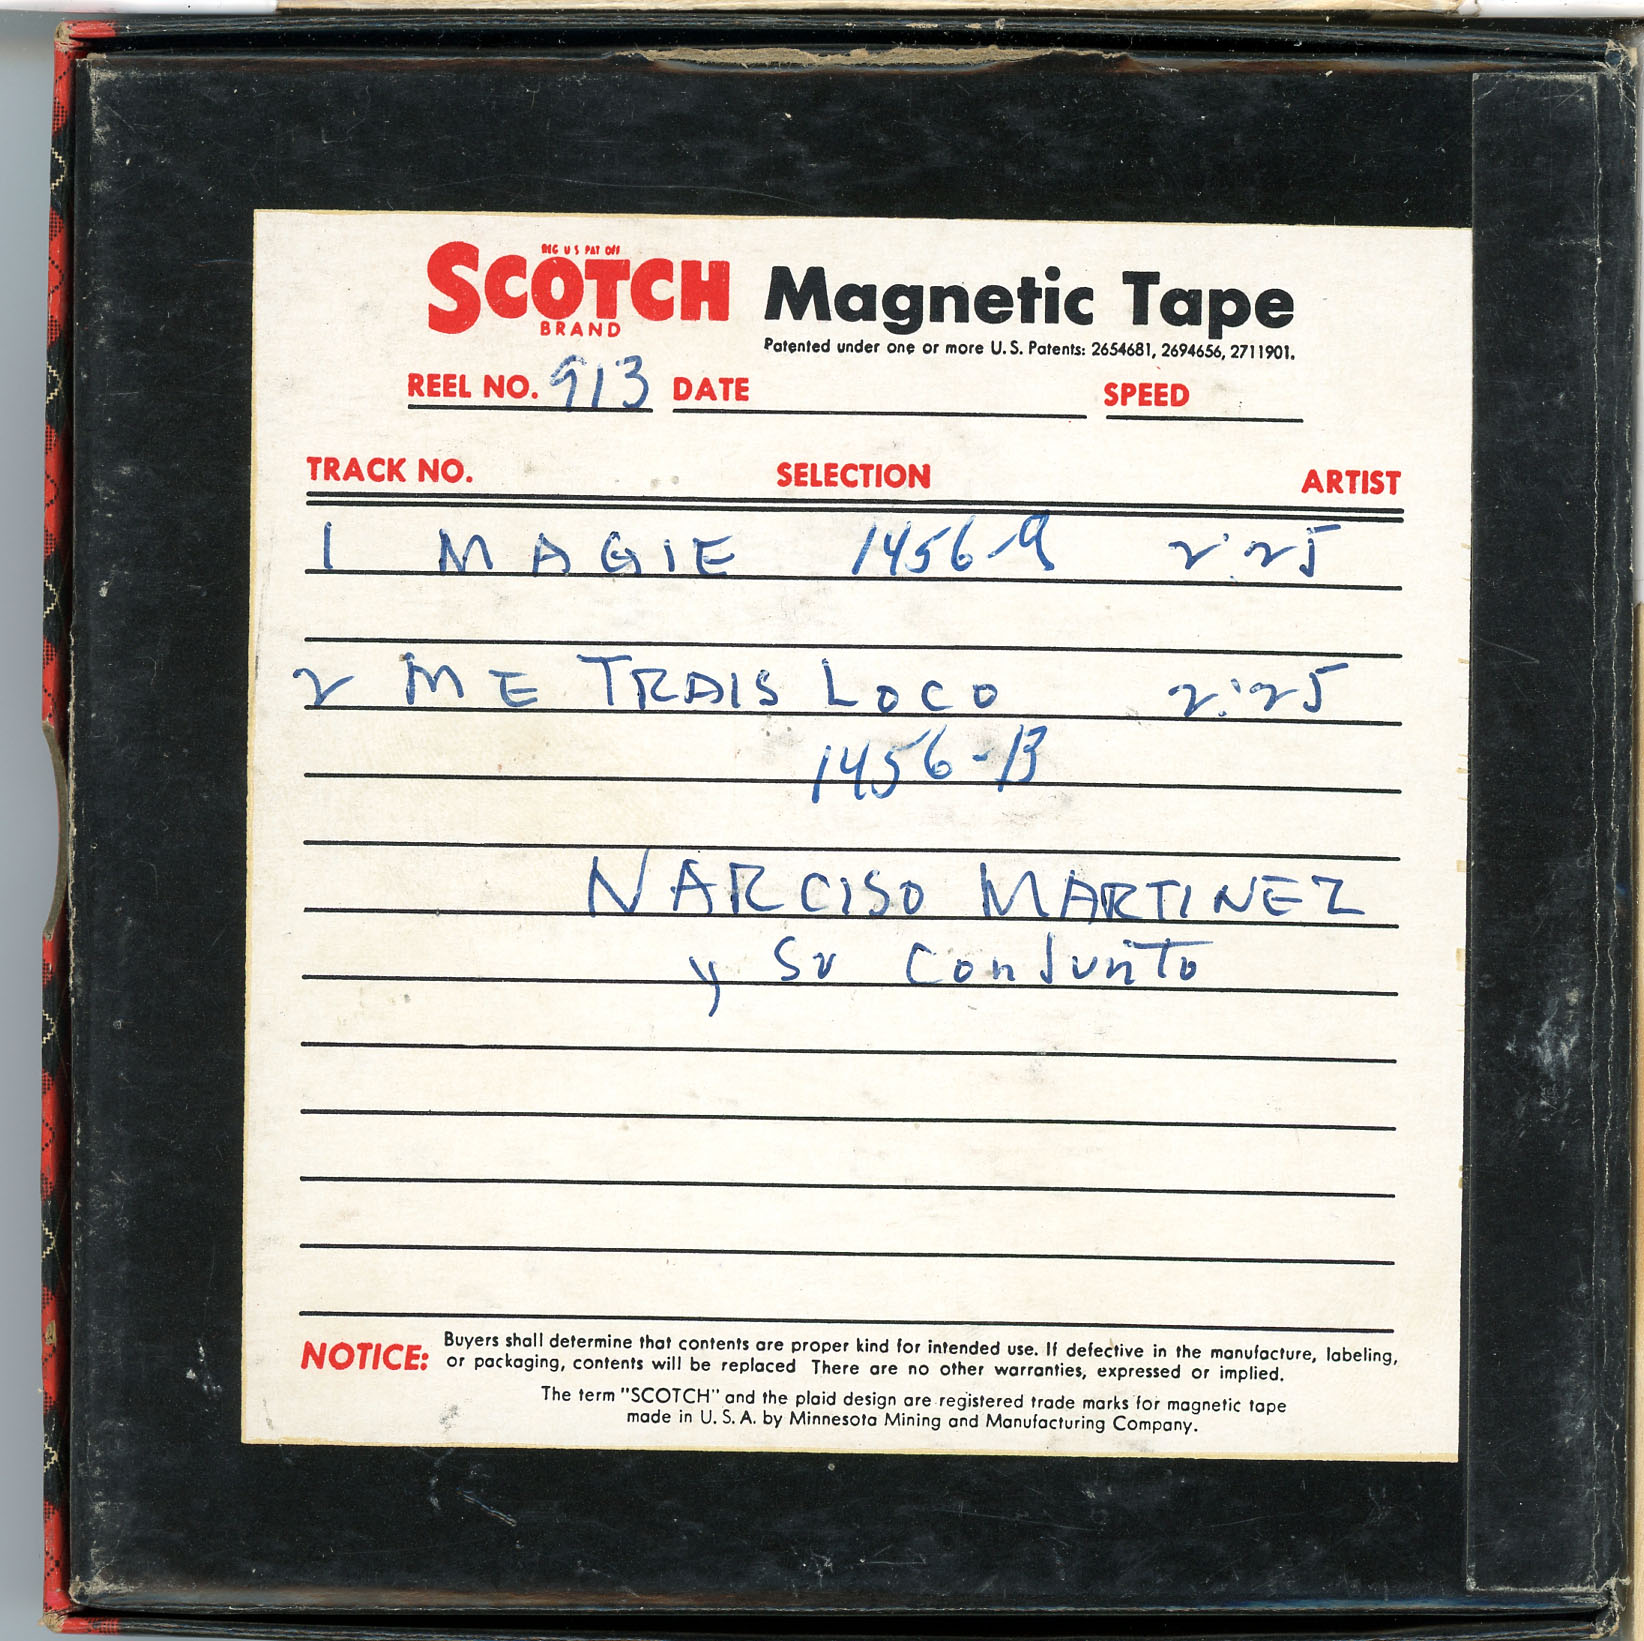 REG U S PAT OFF
SCOTCH Magnetic Tape
BRAND
Patented under one or more U. S. Patents: 2654681, 2694656, 2711901.
REEL NO. 913 DATE SPEED
TRACK NO. SELECTION ARTIST
1 MAGIE 1456-A 2:25
2 ME TRAIS LOCO 2:25
1456-B
NARCISO MARTINEZ
y Su ConJunTo
NOTICE: Buyers shall determine that contents are proper kind for intended use. If defective in the manufacture, labeling,
or packaging, contents will be replaced There are no other warranties, expressed or implied.
The term "SCOTCH" and the plaid design are registered trade marks for magnetic tape
made in U. S. A. by Minnesota Mining and Manufacturing Company.